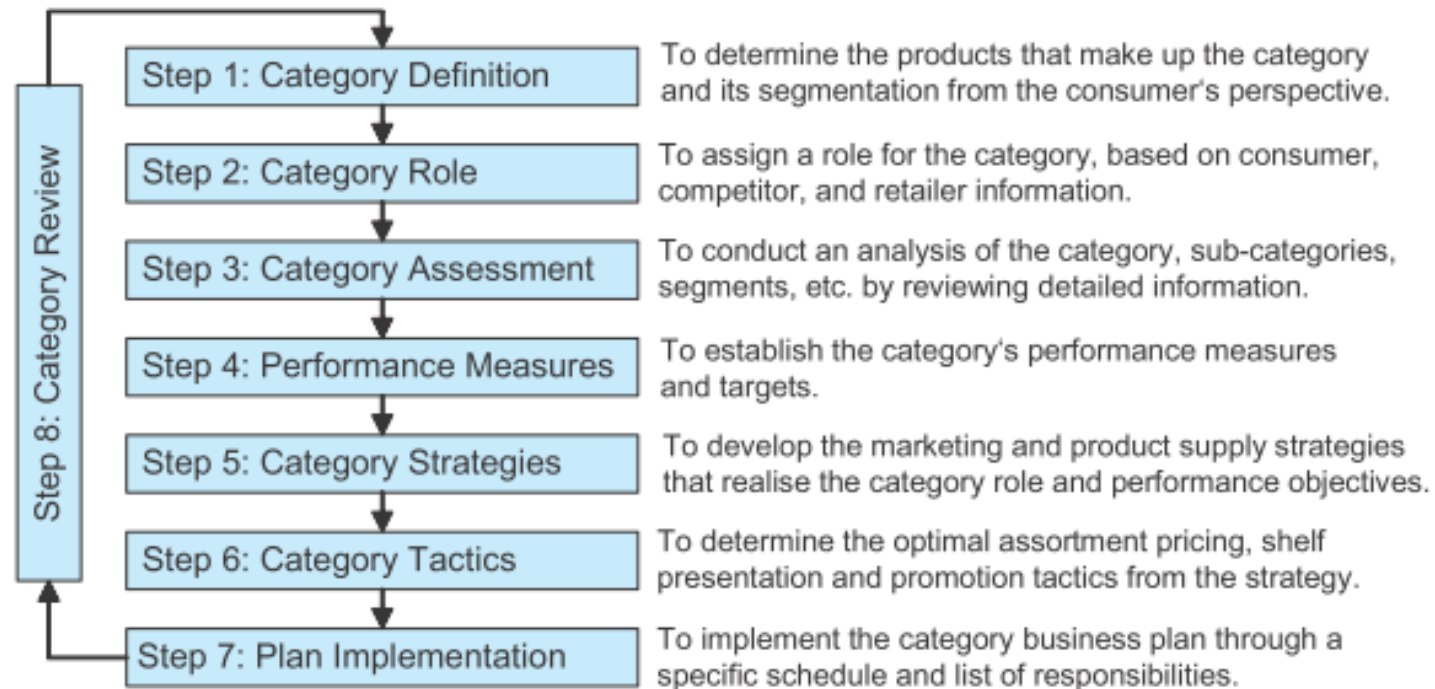 Step 1: Category Definition
To determine the products that make up the category
and its segmentation from the consumer‘s perspective.
Step 2: Category Role
To assign a role for the category, based on consumer,
competitor, and retailer information.
Step 3: Category Assessment
To conduct an analysis of the category, sub-categories,
segments, etc. by reviewing detailed information.
Step 4: Performance Measures
To establish the category‘s performance measures
and targets.
Step 5: Category Strategies
To develop the marketing and product supply strategies
that realise the category role and performance objectives.
Step 6: Category Tactics
To determine the optimal assortment pricing, shelf
presentation and promotion tactics from the strategy.
Step 7: Plan Implementation
To implement the category business plan through a
specific schedule and list of responsibilities.
Step 8: Category Review